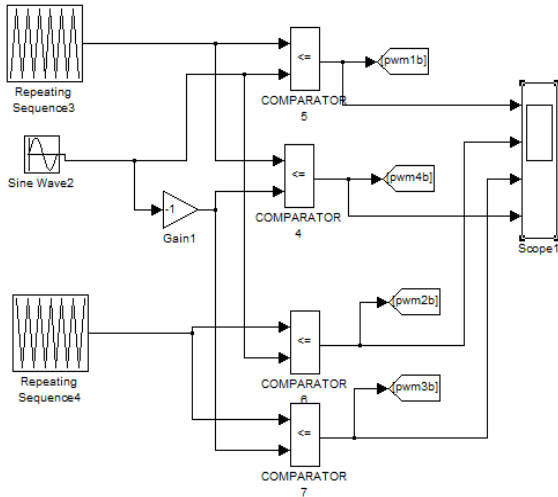 <=
[pwm1b]
Repeating
Sequence3
COMPARATOR
5
Sine Wave2
<=
[pwm4b]
-1
Gain1
COMPARATOR
4
Scope1
<=
[pwm2b]
Repeating
Sequence4
COMPARATOR
6
<=
[pwm3b]
COMPARATOR
7